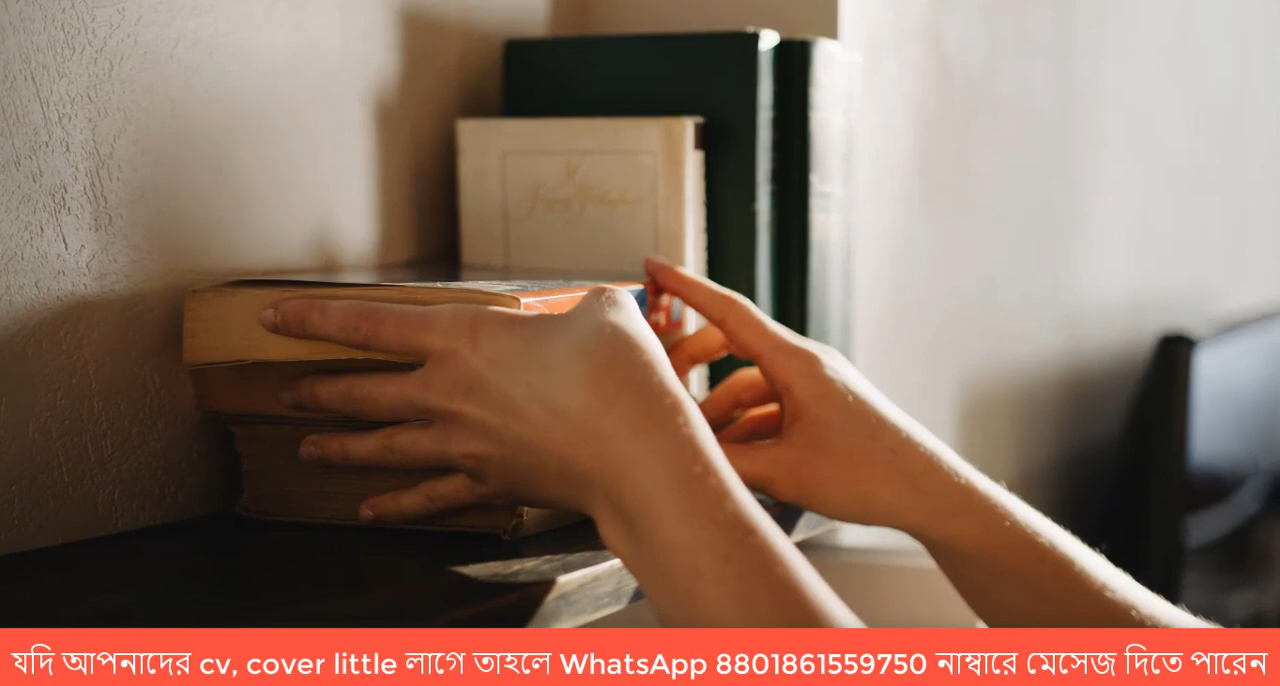 যদি আপনাদের cv, cover little লাগে তাহলে WhatsApp 8801861559750 নাম্বারে মেসেজ দিতে পারেন